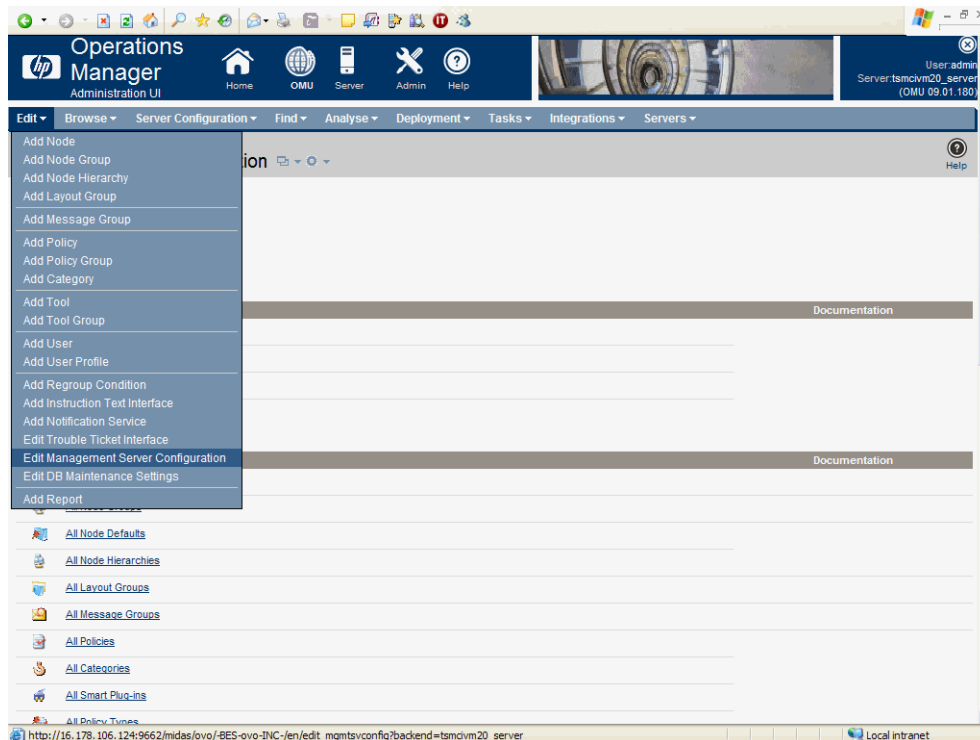 hp
Operations
Manager
Administration UI
Home
OMU
Server
Admin
Help
User:admin
Server:tsmcivm20_server
(OMU 09.01.180)
Edit Browse Server Configuration Find Analyse Deployment Tasks Integrations Servers
Add Node
Add Node Group
Add Node Hierarchy
Add Layout Group
Add Message Group
Add Policy
Add Policy Group
Add Category
Add Tool
Add Tool Group
Add User
Add User Profile
Add Regroup Condition
Add Instruction Text Interface
Add Notification Service
Edit Trouble Ticket Interface
Edit Management Server Configuration
Edit DB Maintenance Settings
Add Report
ion
Help
Documentation
Documentation
All Node Groups
All Node Defaults
All Node Hierarchies
All Layout Groups
All Message Groups
All Policies
All Categories
All Smart Plug-ins
All Policy Types
http://16.178.106.124:9662/midas/ovo/-BES-ovo-INC-/en/edit_mgmtsvconfig?backend=tsmcivm20_server
Local intranet